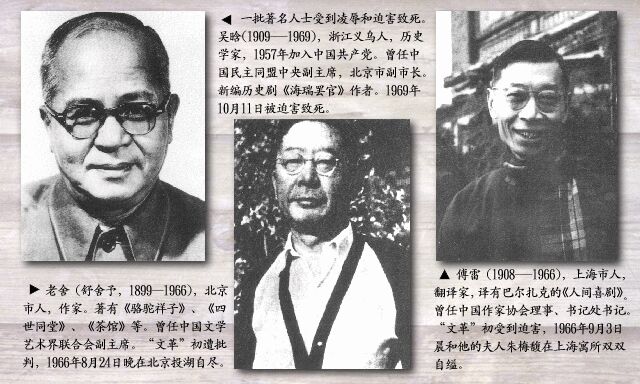 ◀ 一批著名人士受到凌辱和迫害致死。
吴晗(1909—1969)，浙江义乌人，历史
学家，1957年加入中国共产党。曾任中
国民主同盟中央副主席，北京市副市长。
新编历史剧《海瑞罢官》作者。1969年
10月11日被迫害致死。
▶ 老舍（舒舍予，1899—1966），北京
市人，作家。著有《骆驼祥子》、《四
世同堂》、《茶馆》等。曾任中国文学
艺术界联合会副主席。“文革”初遭批
判，1966年8月24日晚在北京投湖自尽。
▲ 傅雷（1908—1966），上海市人，
翻译家，译有巴尔扎克的《人间喜剧》。
曾任中国作家协会理事、书记处书记。
“文革”初受到迫害，1966年9月3日
晨和他的夫人朱梅馥在上海寓所双双
自缢。